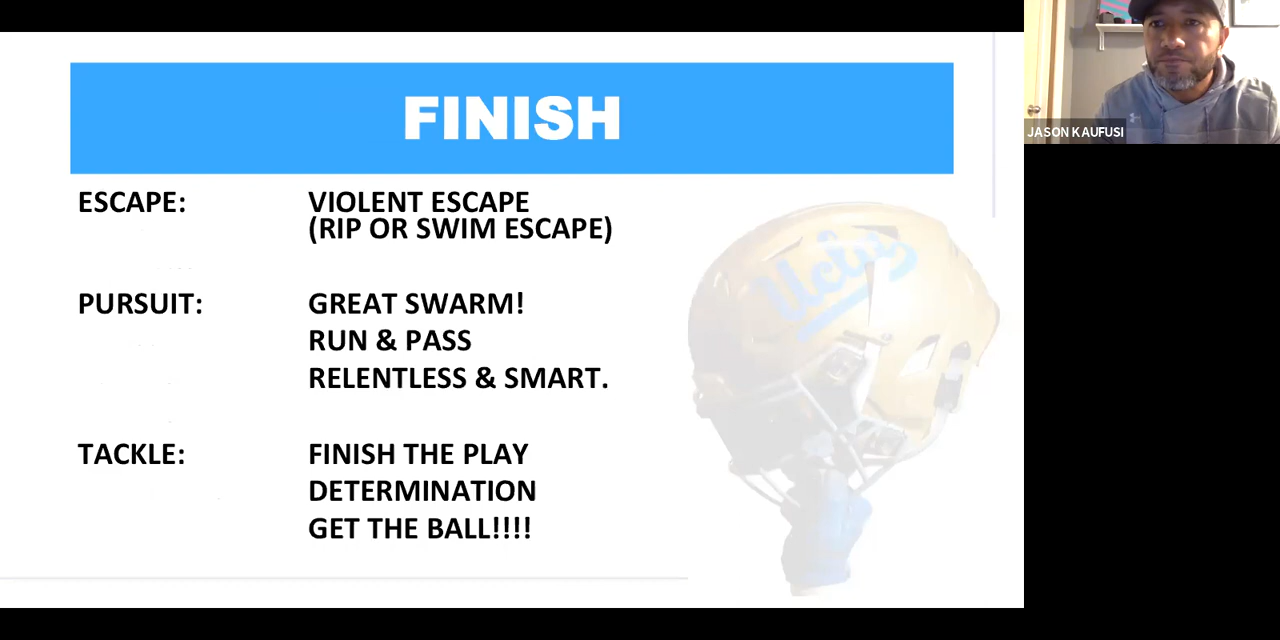 FINISH
ESCAPE: VIOLENT ESCAPE
(RIP OR SWIM ESCAPE)
PURSUIT: GREAT SWARM!
RUN & PASS
RELENTLESS & SMART.
TACKLE: FINISH THE PLAY
DETERMINATION
GET THE BALL!!!!
Ucla
JASON KAUFUSI